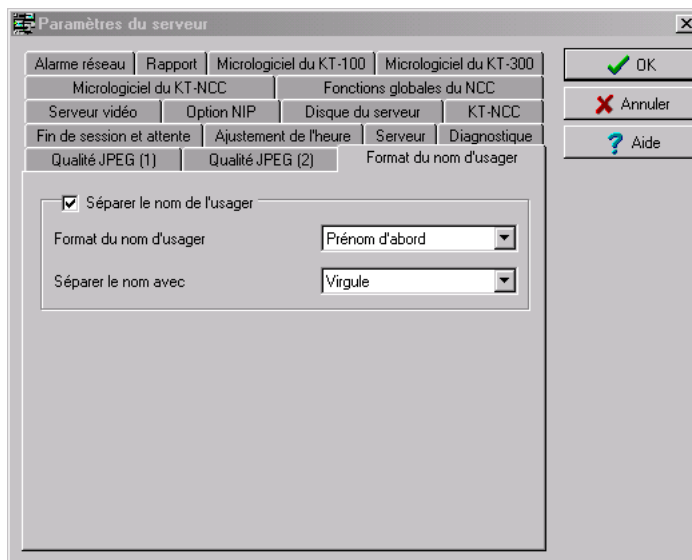 Paramètres du serveur
Alarme réseau Rapport Micrologiciel du KT-100 Micrologiciel du KT-300
Micrologiciel du KT-NCC Fonctions globales du NCC
Serveur vidéo Option NIP Disque du serveur KT-NCC
Fin de session et attente Ajustement de l'heure Serveur Diagnostique
Qualité JPEG (1) Qualité JPEG (2) Format du nom d'usager
Séparer le nom de l'usager
Format du nom d'usager Prénom d'abord
Séparer le nom avec Virgule
OK
Annuler
Aide